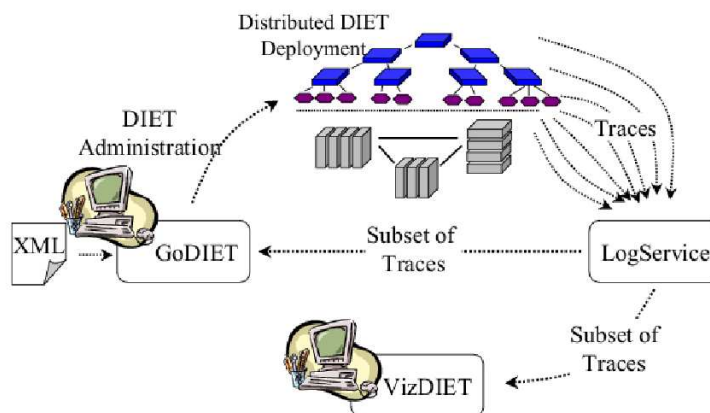 Distributed DIET
Deployment
DIET
Administration
Traces
XML
GoDIET
Subset of
Traces
LogService
Subset of
Traces
VizDIET